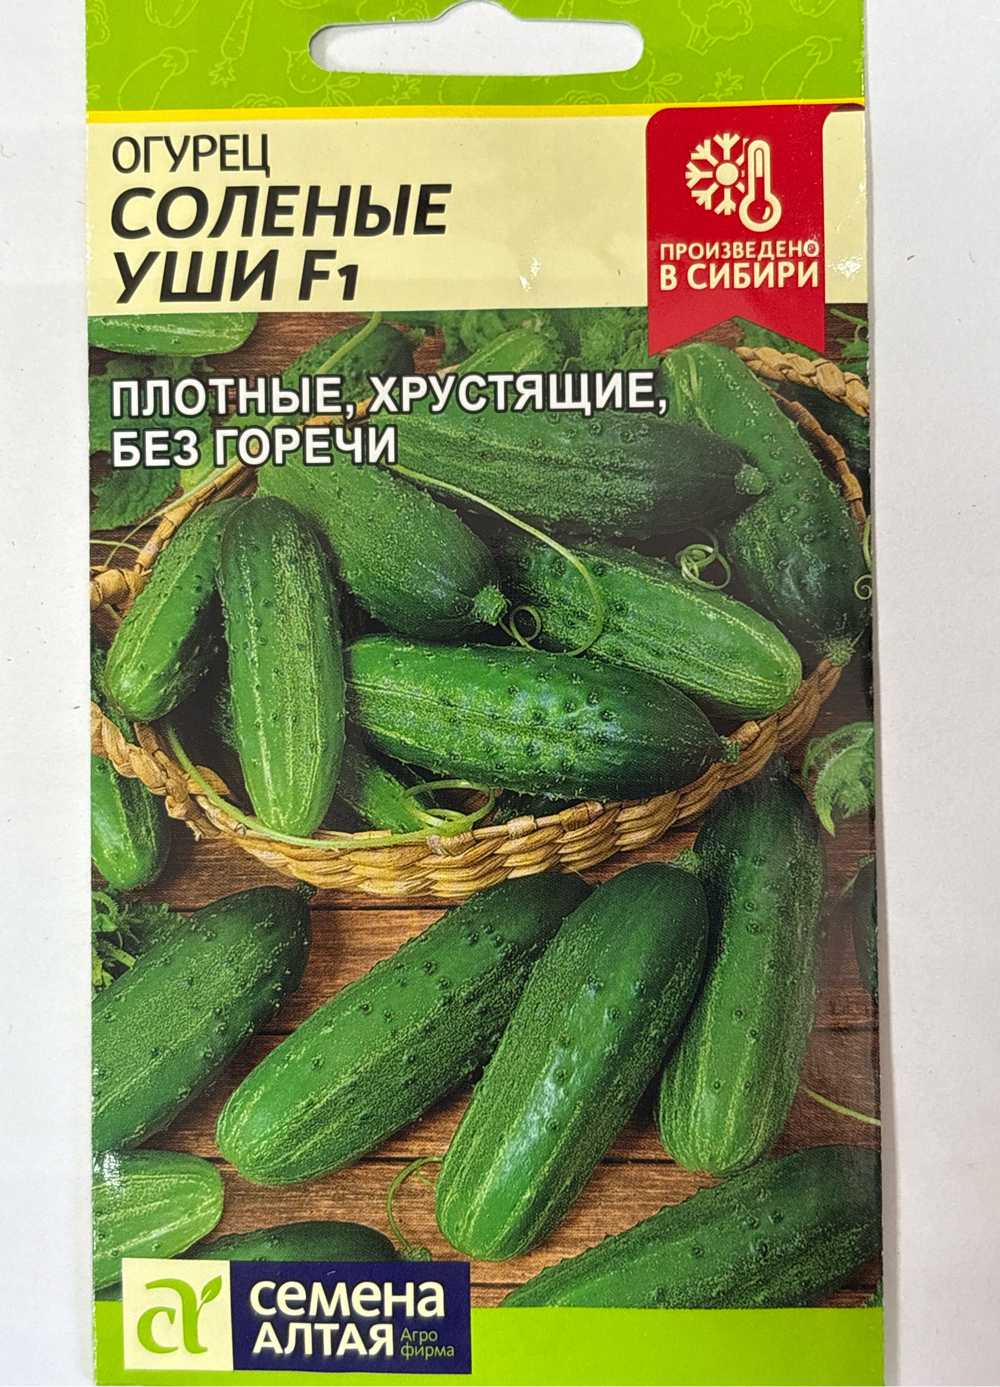 ОГУРЕЦ
СОЛЕНЫЕ
УШИ F1
ПРОИЗВЕДЕНО
В СИБИРИ
ПЛОТНЫЕ, ХРУСТЯЩИЕ,
БЕЗ ГОРЕЧИ
семена
АЛТАЯ
Агро
фирма